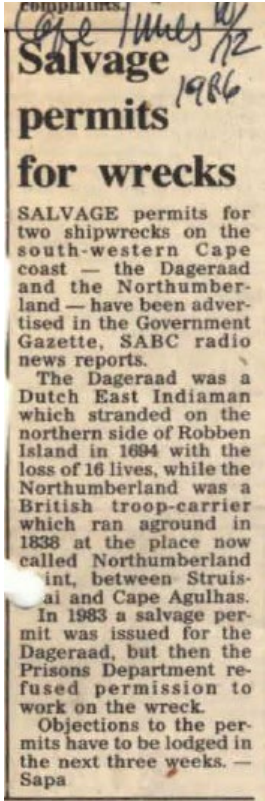 complaints.
Cape Times
12
1986
Salvage
permits
for wrecks
SALVAGE permits for
two shipwrecks on the
south-western Cape
coast — the Dageraad
and the Northumber-
land — have been adver-
tised in the Government
Gazette, SABC radio
news reports.
The Dageraad was a
Dutch East Indiaman
which stranded on the
northern side of Robben
Island in 1694 with the
loss of 16 lives, while the
Northumberland was a
British troop-carrier
which ran aground in
1838 at the place now
called Northumberland
int, between Struis-
ai and Cape Agulhas.
In 1983 a salvage per-
mit was issued for the
Dageraad, but then the
Prisons Department re-
fused permission to
work on the wreck.
Objections to the per-
mits have to be lodged in
the next three weeks. —
Sapa